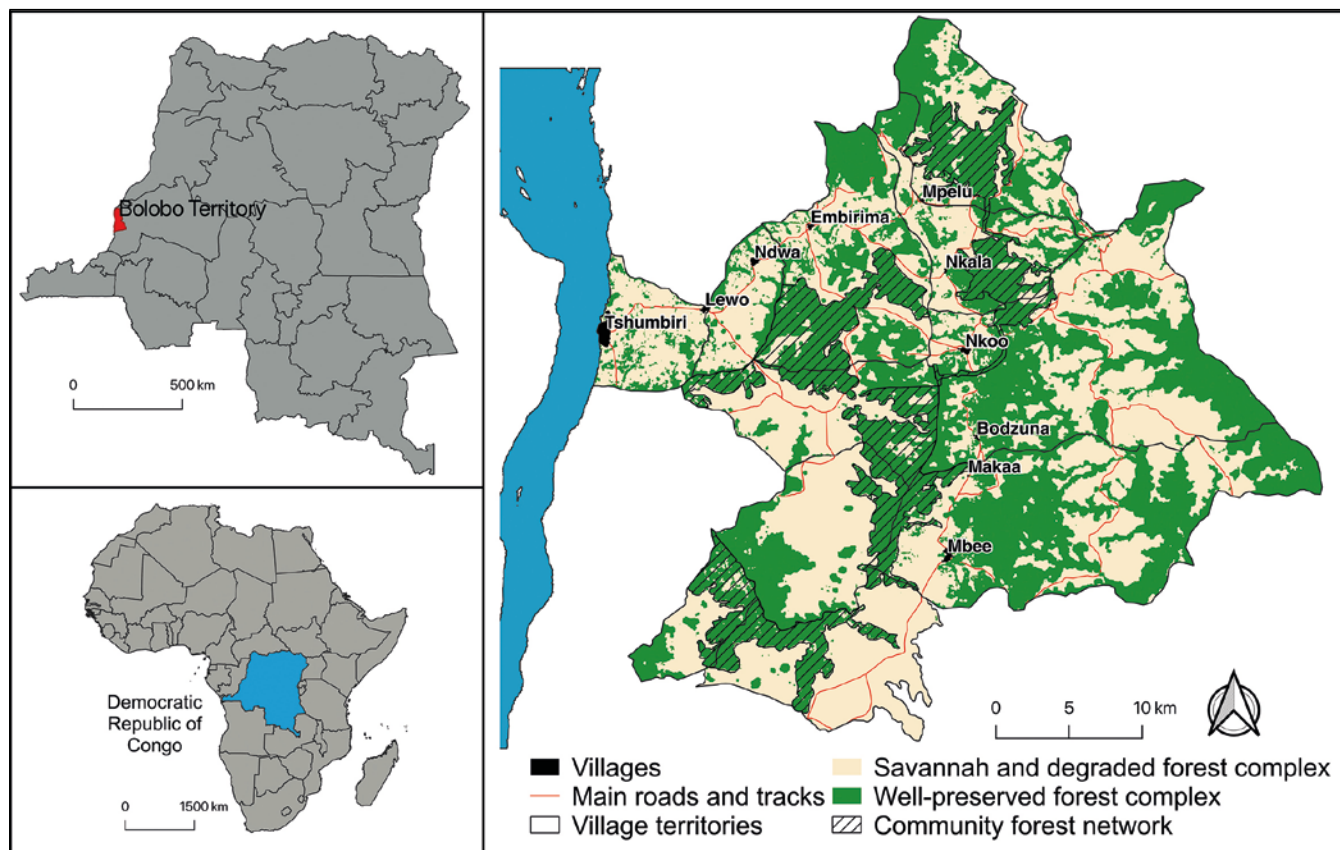 Bolobo Territory
0 500 km
Democratic
Republic of
Congo
0 1500 km
Mpelu
Embirima
Ndwa
Nkala
Lewo
Tshumbiri
Nkoo
Bodzuna
Makaa
Mbee
0 5 10 km
Villages
Main roads and tracks
Village territories
Savannah and degraded forest complex
Well-preserved forest complex
Community forest network